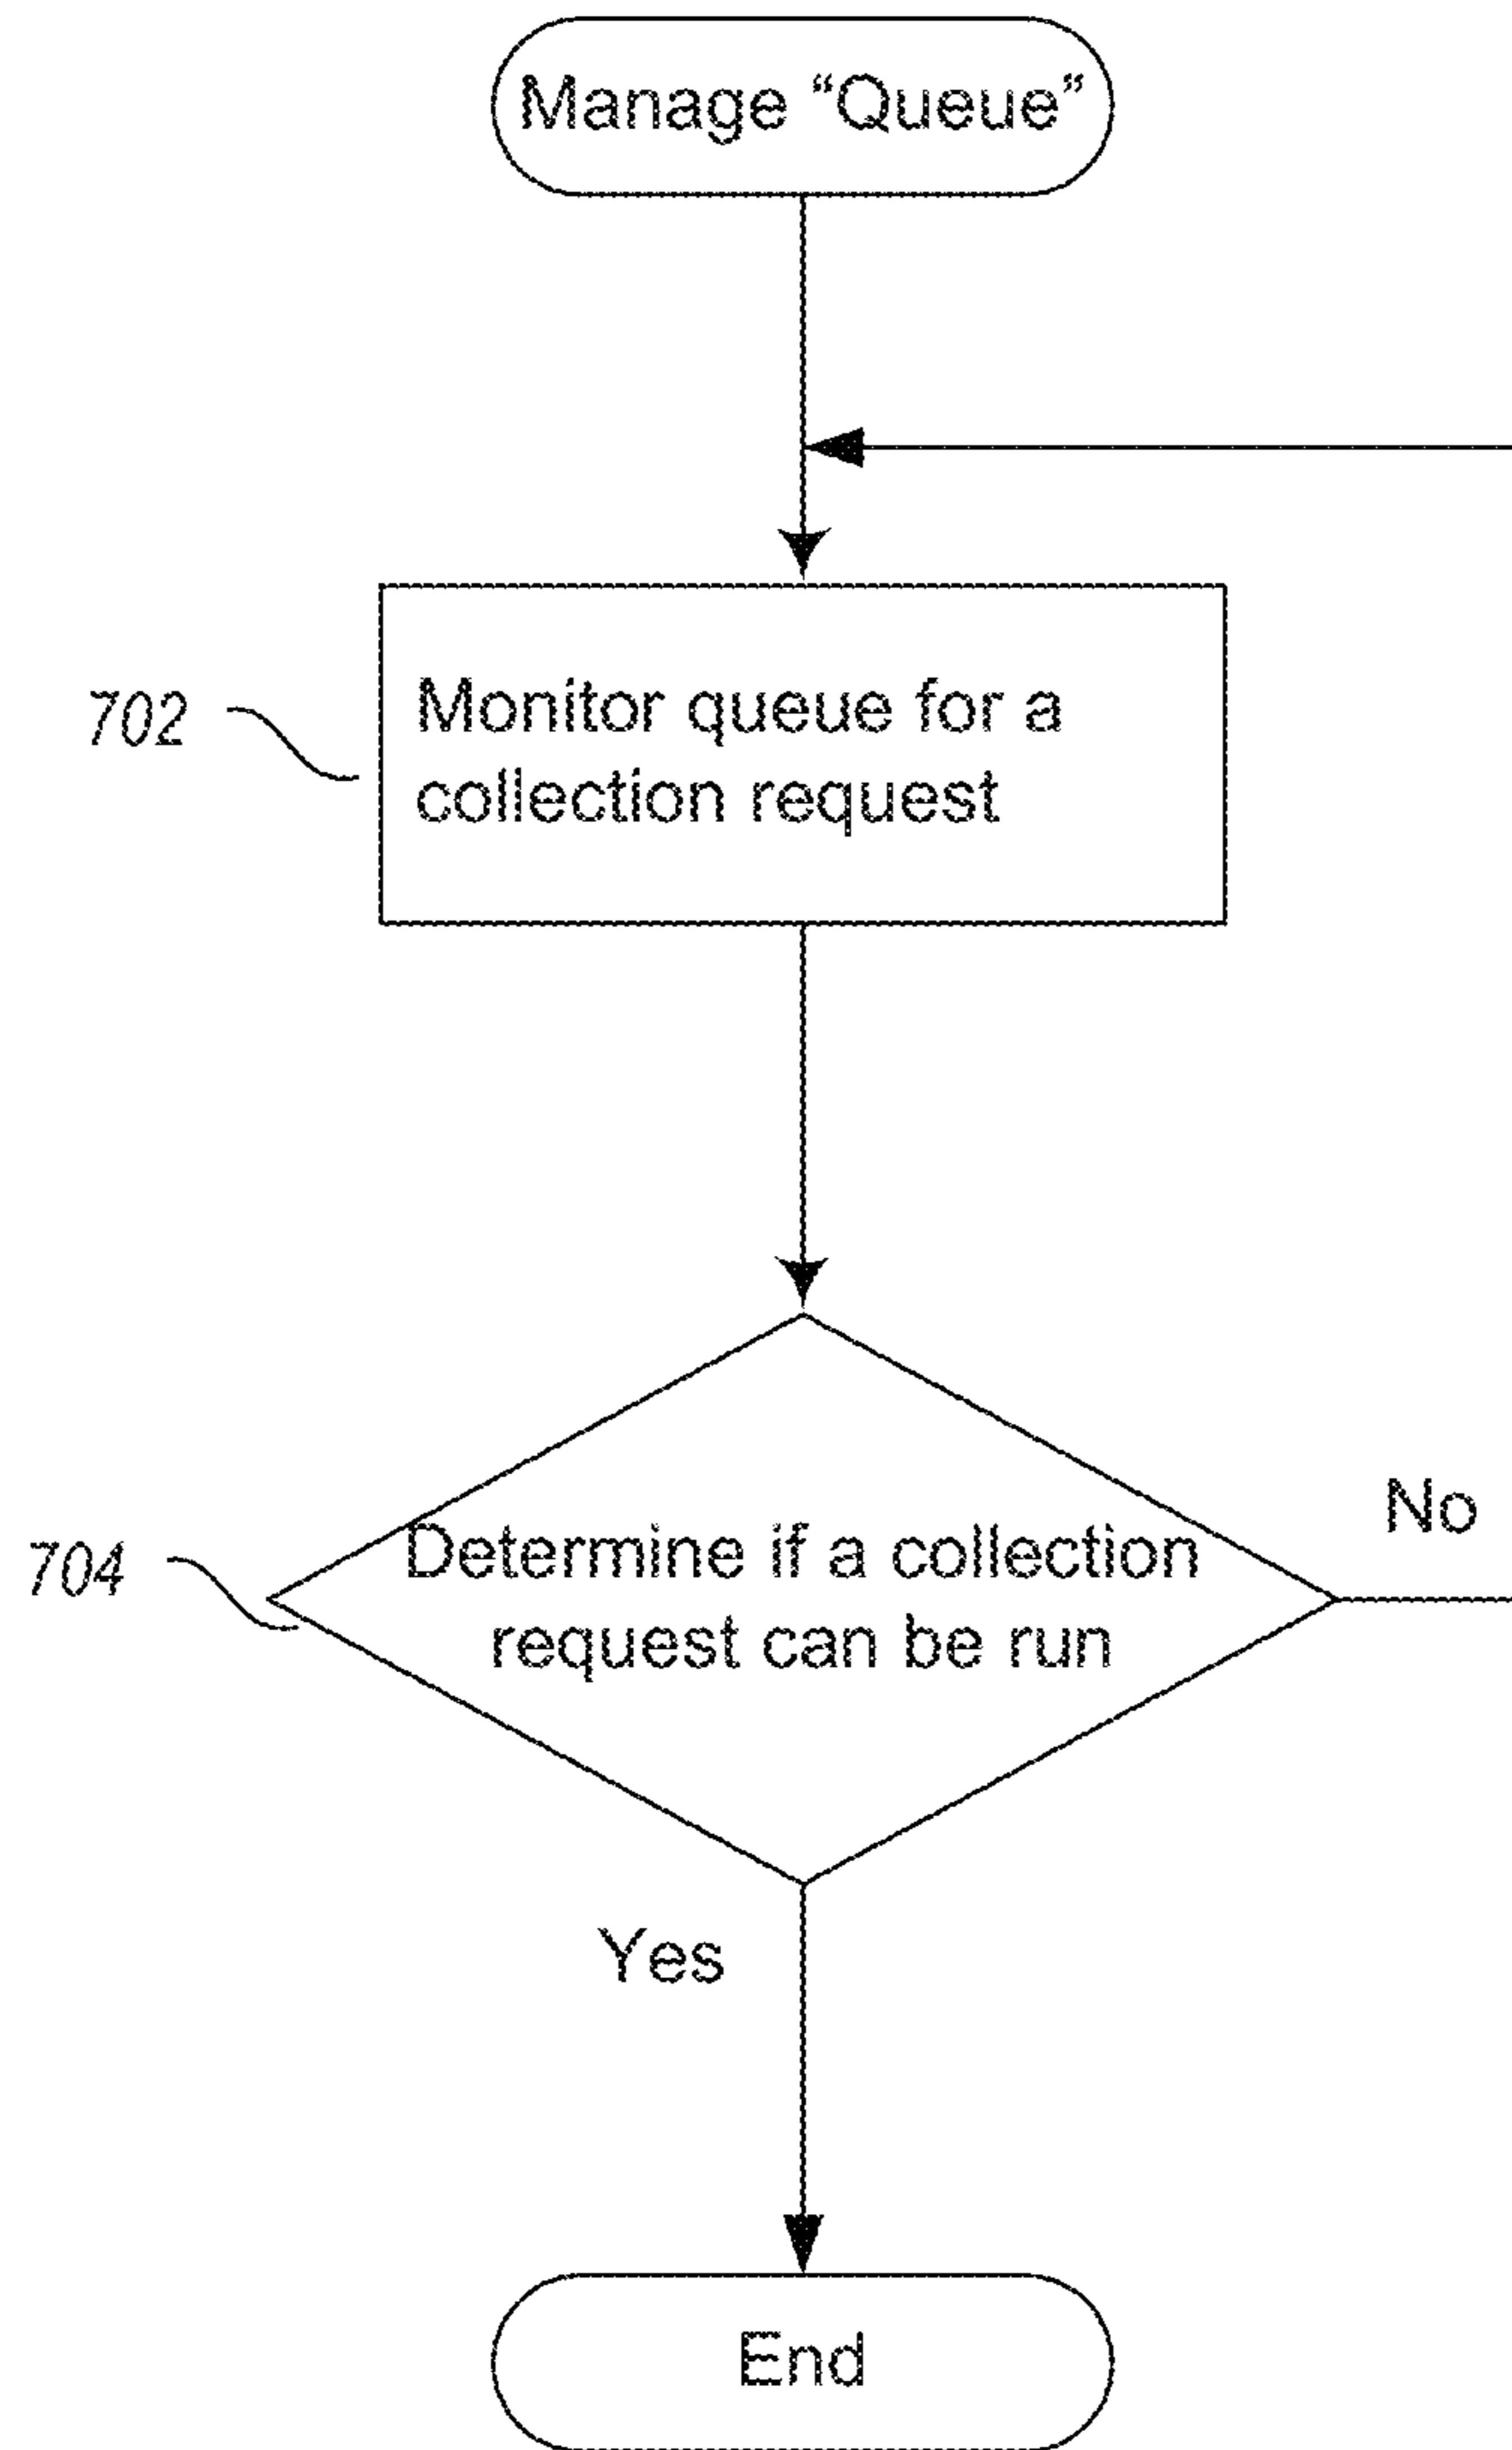 Manage “Queue”
702
Monitor queue for a
collection request
704
Determine if a collection
request can be run
No
Yes
End